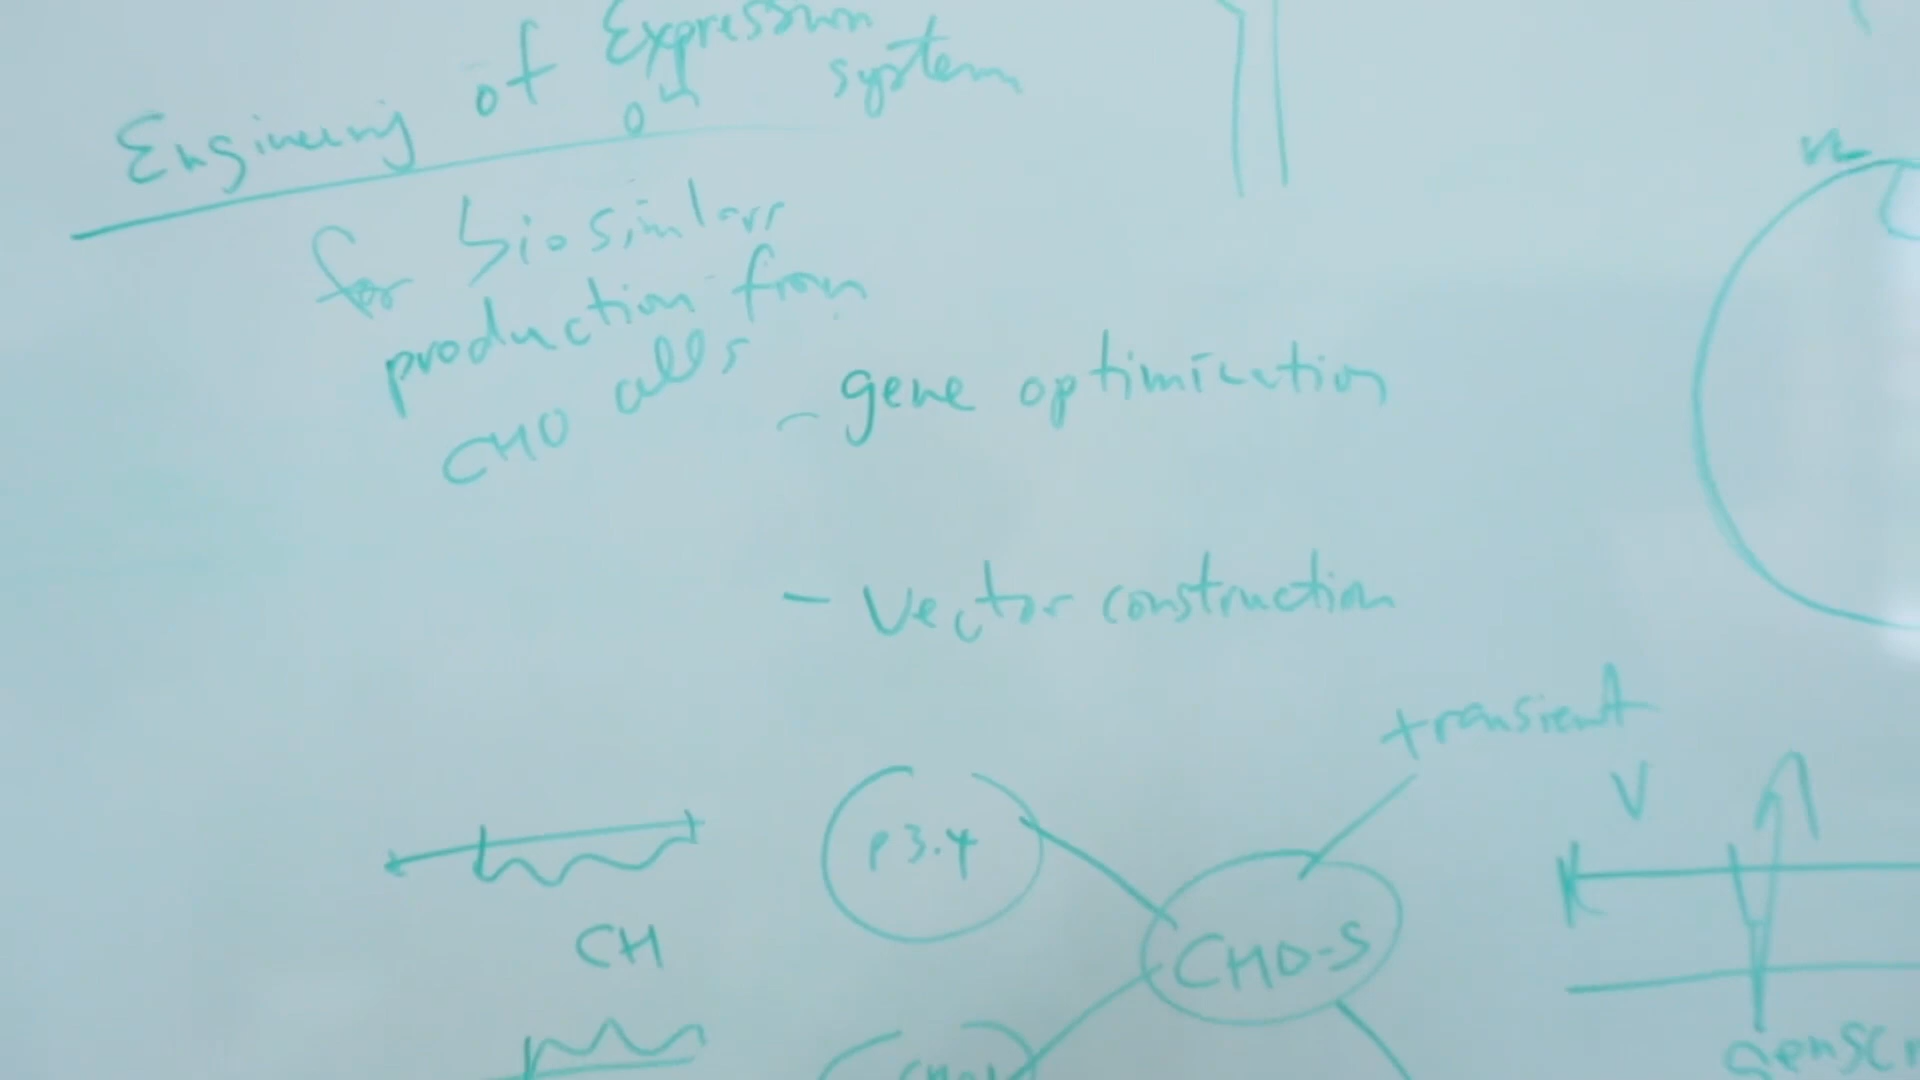 Engineering of Expression system
for biosimilars
production from
CHO cells
- gene optimization
- Vector construction
transient
V
P3.4
CH
CHO-S